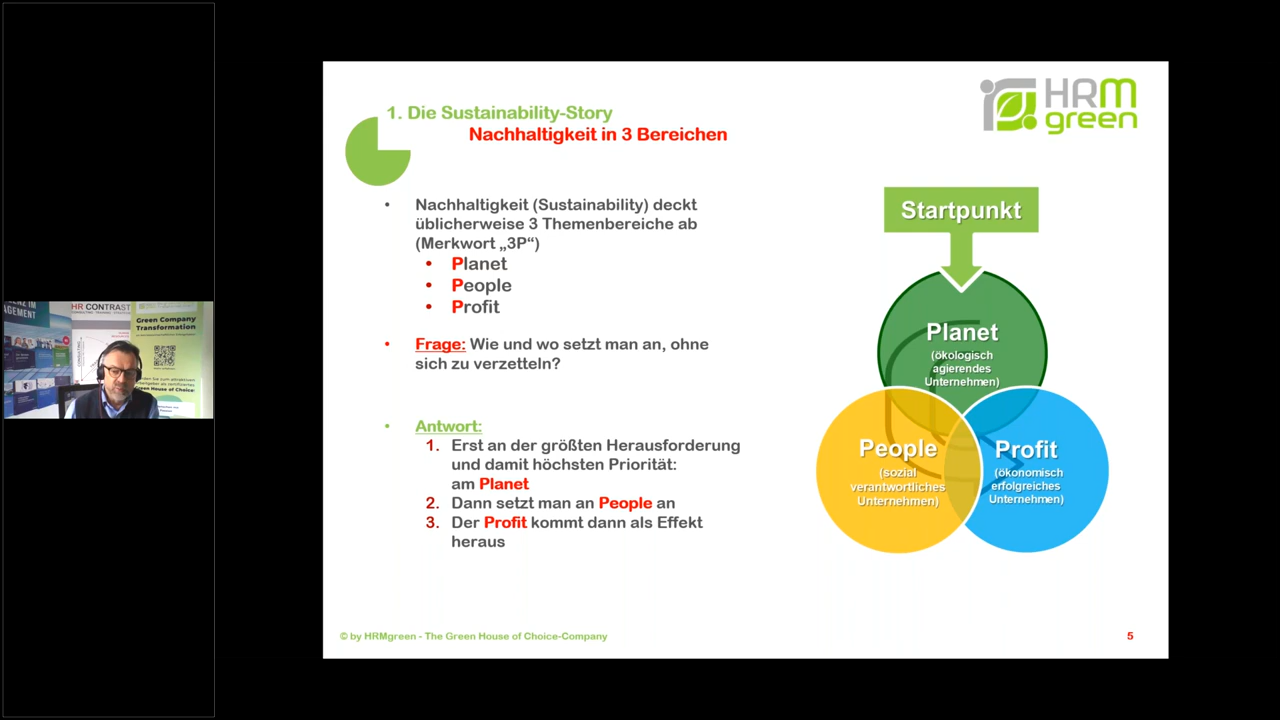 1. Die Sustainability-Story
Nachhaltigkeit in 3 Bereichen
HRM
green
• Nachhaltigkeit (Sustainability) deckt
üblicherweise 3 Themenbereiche ab
(Merkwort „3P“)
• Planet
• People
• Profit
• Frage: Wie und wo setzt man an, ohne
sich zu verzetteln?
• Antwort:
1. Erst an der größten Herausforderung
und damit höchsten Priorität:
am Planet
2. Dann setzt man an People an
3. Der Profit kommt dann als Effekt
heraus
Startpunkt
Planet
(ökologisch
agierendes
Unternehmen)
People
(sozial
verantwortliches
Unternehmen)
Profit
(ökonomisch
erfolgreiches
Unternehmen)
© by HRMgreen - The Green House of Choice-Company
5
HR CONTRAST
Green Company
Transformation